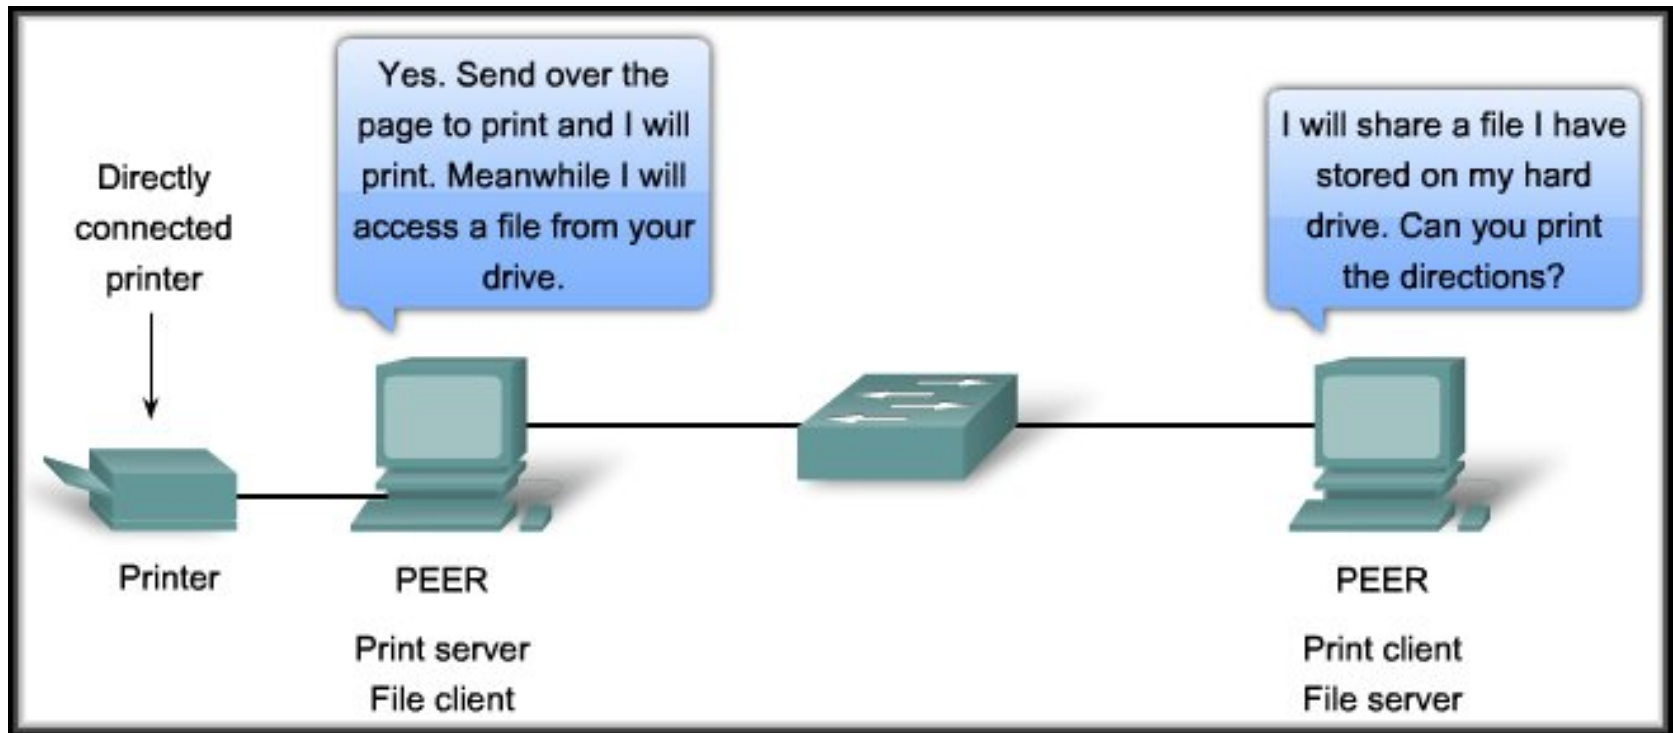 Yes. Send over the
page to print and I will
print. Meanwhile I will
access a file from your
drive.
I will share a file I have
stored on my hard
drive. Can you print
the directions?
Directly
connected
printer
Printer
PEER
Print server
File client
PEER
Print client
File server